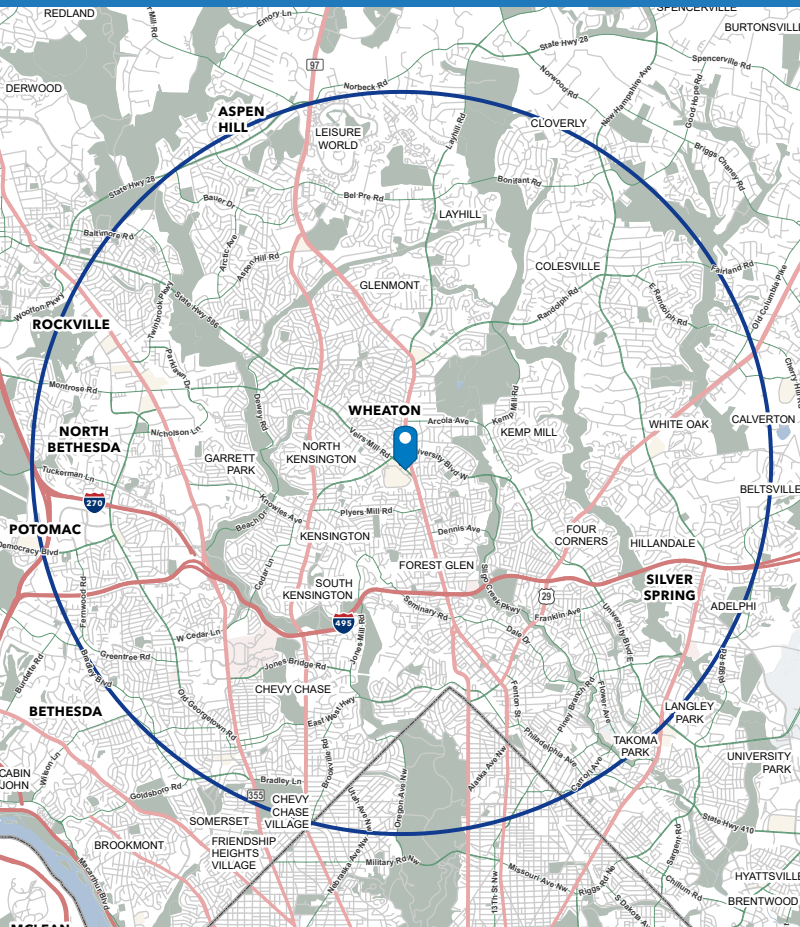 REDLAND
r Mill Rd
Emory Ln
SPENCERVILLE
BURTONSVILLE
State Hwy 28
Spencerville Rd
97
Norbeck Rd
Norwood Rd
New Hampshire Ave
Good Hope Rd
DERWOOD
ASPEN
HILL
LEISURE
WORLD
Layhill Rd
CLOVERLY
Briggs Chaney Rd
State Hwy 28
Bauer Dr
Bel Pre Rd
Bonifant Rd
LAYHILL
Baltimore Rd
Arctic Ave
Aspen Hill Rd
COLESVILLE
Fairland Rd
GLENMONT
Wootton Pkwy
Twinbrook Pkwy
State Hwy 586
Randolph Rd
E Randolph Rd
Old Columbia Pike
ROCKVILLE
Parklawn Dr
Montrose Rd
Dewey Rd
Cherry Hill Rd
WHEATON
Arcola Ave
Kemp Mill Rd
NORTH
BETHESDA
Nicholson Ln
Veirs Mill Rd
University Blvd W
KEMP MILL
WHITE OAK
CALVERTON
NORTH
KENSINGTON
GARRETT
PARK
Tuckerman Ln
BELTSVILLE
270
Knowles Ave
Plyers Mill Rd
Beach Dr
POTOMAC
KENSINGTON
Dennis Ave
FOUR
CORNERS
HILLANDALE
Democracy Blvd
Cedar Ln
FOREST GLEN
Sligo Creek Pkwy
SILVER
SPRING
Fernwood Rd
SOUTH
KENSINGTON
Seminary Rd
29
Franklin Ave
ADELPHI
495
Jones Mill Rd
University Blvd E
W Cedar Ln
Dale Dr
Greentree Rd
Bradley Blvd
Jones Bridge Rd
Riggs Rd
Burdette Rd
CHEVY CHASE
Fenton St
Piney Branch Rd
Flower Ave
Old Georgetown Rd
East West Hwy
LANGLEY
PARK
BETHESDA
Philadelphia Ave
TAKOMA
PARK
Brookville Rd
Alaska Ave Nw
UNIVERSITY
PARK
CABIN
JOHN
Wilson Ln
Bradley Ln
Oregon Ave Nw
Carroll Ave
Goldsboro Rd
355
CHEVY
CHASE
VILLAGE
Utah Ave Nw
SOMERSET
State Hwy 410
BROOKMONT
FRIENDSHIP
HEIGHTS
VILLAGE
Nebraska Ave Nw
Military Rd Nw
Missouri Ave Nw
Riggs Rd Ne
Sargent Rd
Chillum Rd
HYATTSVILLE
Macarthur Blvd
13Th St Nw
S Dakota Ave
BRENTWOOD
MCLEAN